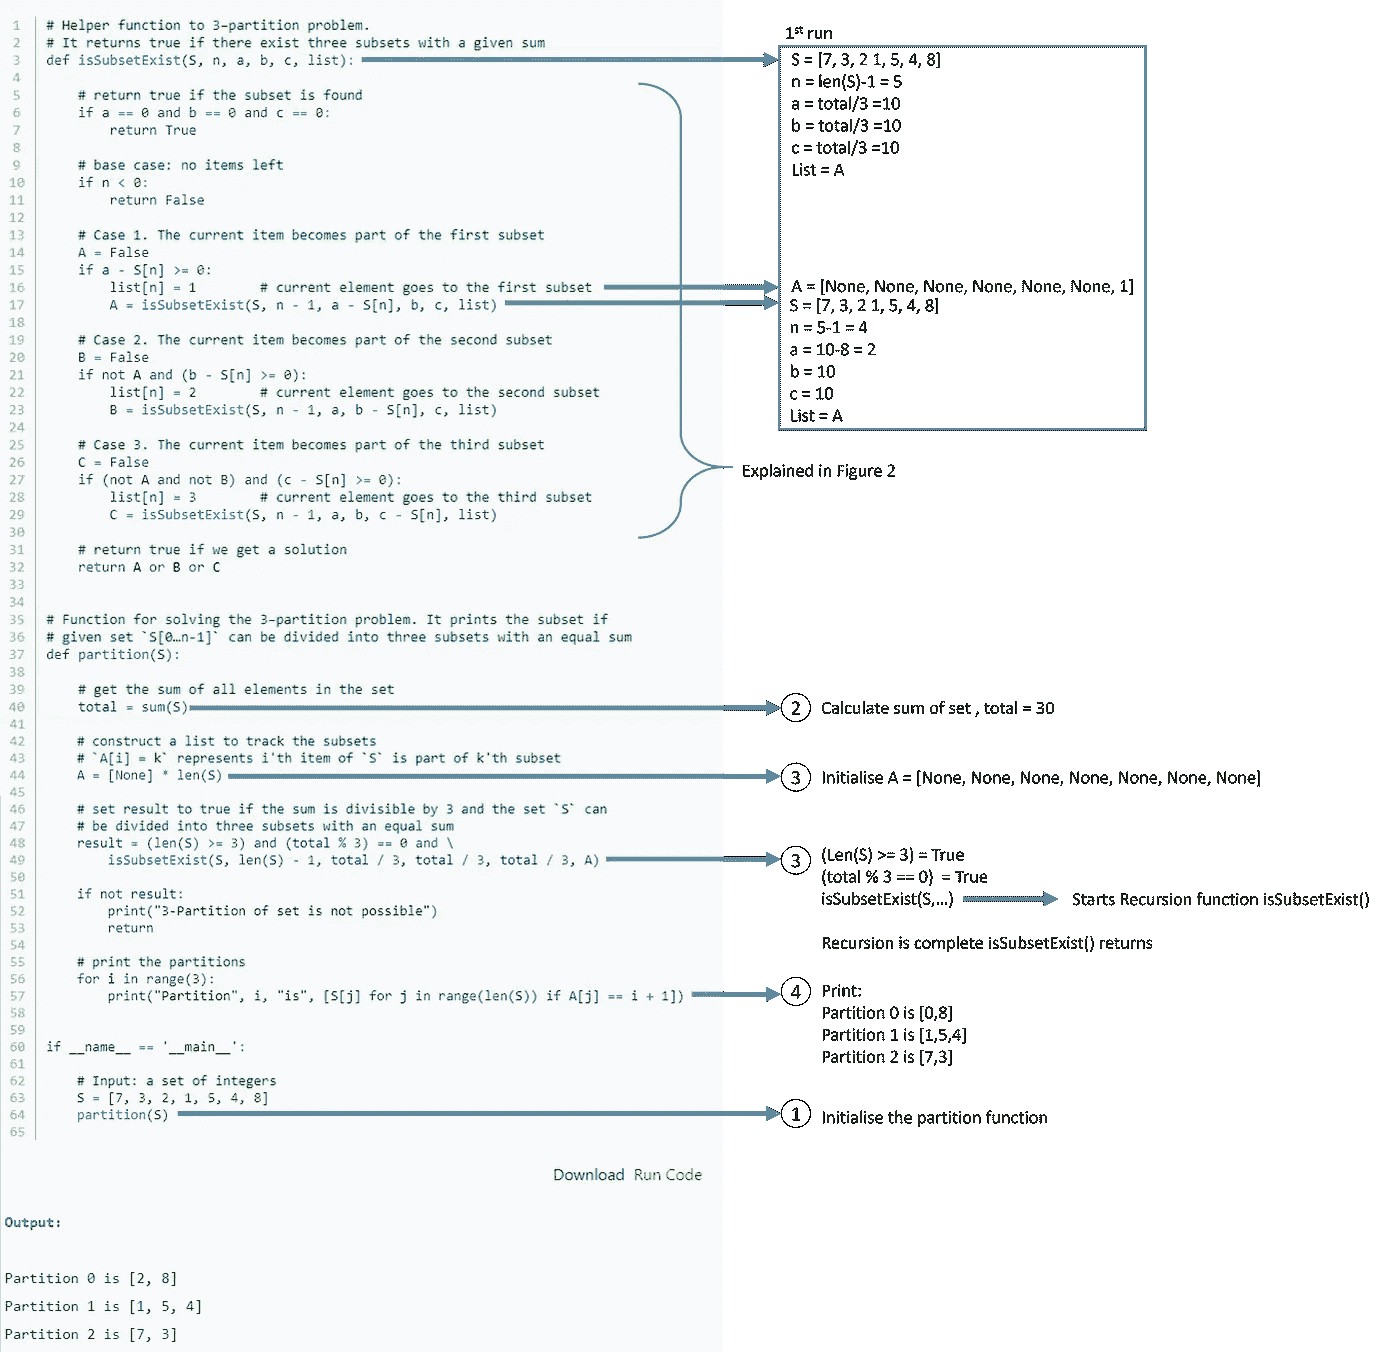 1 # Helper function to 3-partition problem.
2 # It returns true if there exist three subsets with a given sum
3 def isSubsetExist(S, n, a, b, c, list):
4
5 # return true if the subset is found
6 if a == 0 and b == 0 and c == 0:
7 return True
8
9 # base case: no items left
10 if n < 0:
11 return False
12
13 # Case 1. The current item becomes part of the first subset
14 A = False
15 if a - S[n] >= 0:
16 list[n] = 1 # current element goes to the first subset
17 A = isSubsetExist(S, n - 1, a - S[n], b, c, list)
18
19 # Case 2. The current item becomes part of the second subset
20 B = False
21 if not A and (b - S[n] >= 0):
22 list[n] = 2 # current element goes to the second subset
23 B = isSubsetExist(S, n - 1, a, b - S[n], c, list)
24
25 # Case 3. The current item becomes part of the third subset
26 C = False
27 if (not A and not B) and (c - S[n] >= 0):
28 list[n] = 3 # current element goes to the third subset
29 C = isSubsetExist(S, n - 1, a, b, c - S[n], list)
30
31 # return true if we get a solution
32 return A or B or C
33
34
35 # Function for solving the 3-partition problem. It prints the subset if
36 # given set `S[0…n-1]` can be divided into three subsets with an equal sum
37 def partition(S):
38
39 # get the sum of all elements in the set
40 total = sum(S)
41
42 # construct a list to track the subsets
43 # `A[i] = k` represents i'th item of `S` is part of k'th subset
44 A = [None] * len(S)
45
46 # set result to true if the sum is divisible by 3 and the set `S` can
47 # be divided into three subsets with an equal sum
48 result = (len(S) >= 3) and (total % 3) == 0 and \
49 isSubsetExist(S, len(S) - 1, total / 3, total / 3, total / 3, A)
50
51 if not result:
52 print("3-Partition of set is not possible")
53 return
54
55 # print the partitions
56 for i in range(3):
57 print("Partition", i, "is", [S[j] for j in range(len(S)) if A[j] == i + 1])
58
59
60 if __name__ == '__main__':
61
62 # Input: a set of integers
63 S = [7, 3, 2, 1, 5, 4, 8]
64 partition(S)
65
Download Run Code
Output:
Partition 0 is [2, 8]
Partition 1 is [1, 5, 4]
Partition 2 is [7, 3]
1st run
S = [7, 3, 2 1, 5, 4, 8]
n = len(S)-1 = 5
a = total/3 =10
b = total/3 =10
c = total/3 =10
List = A
A = [None, None, None, None, None, None, 1]
S = [7, 3, 2 1, 5, 4, 8]
n = 5-1 = 4
a = 10-8 = 2
b = 10
c = 10
List = A
Explained in Figure 2
2 Calculate sum of set , total = 30
3 Initialise A = [None, None, None, None, None, None, None]
3 (Len(S) >= 3) = True
(total % 3 == 0) = True
isSubsetExist(S,...) Starts Recursion function isSubsetExist()
Recursion is complete isSubsetExist() returns
4 Print:
Partition 0 is [0,8]
Partition 1 is [1,5,4]
Partition 2 is [7,3]
1 Initialise the partition function